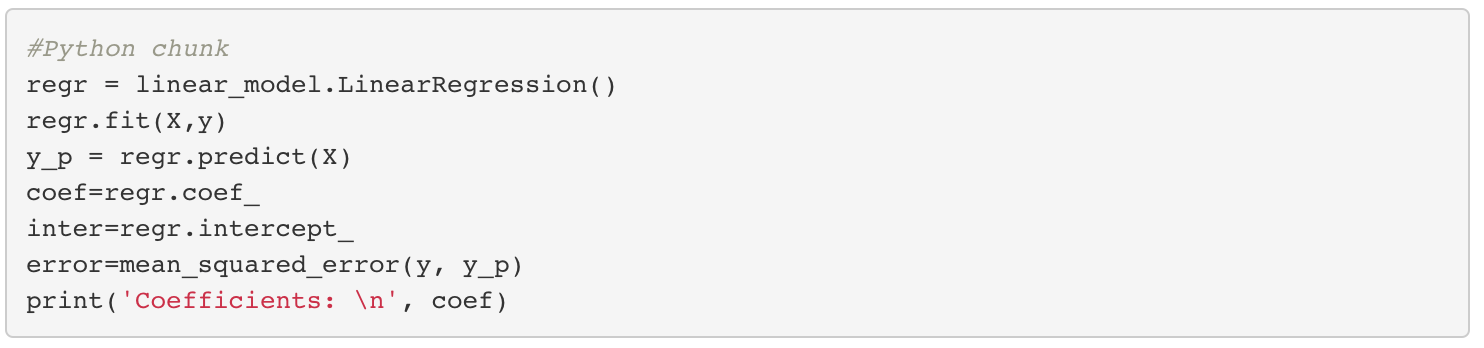 #Python chunk
regr = linear_model.LinearRegression()
regr.fit(X,y)
y_p = regr.predict(X)
coef=regr.coef_
inter=regr.intercept_
error=mean_squared_error(y, y_p)
print('Coefficients: \n', coef)